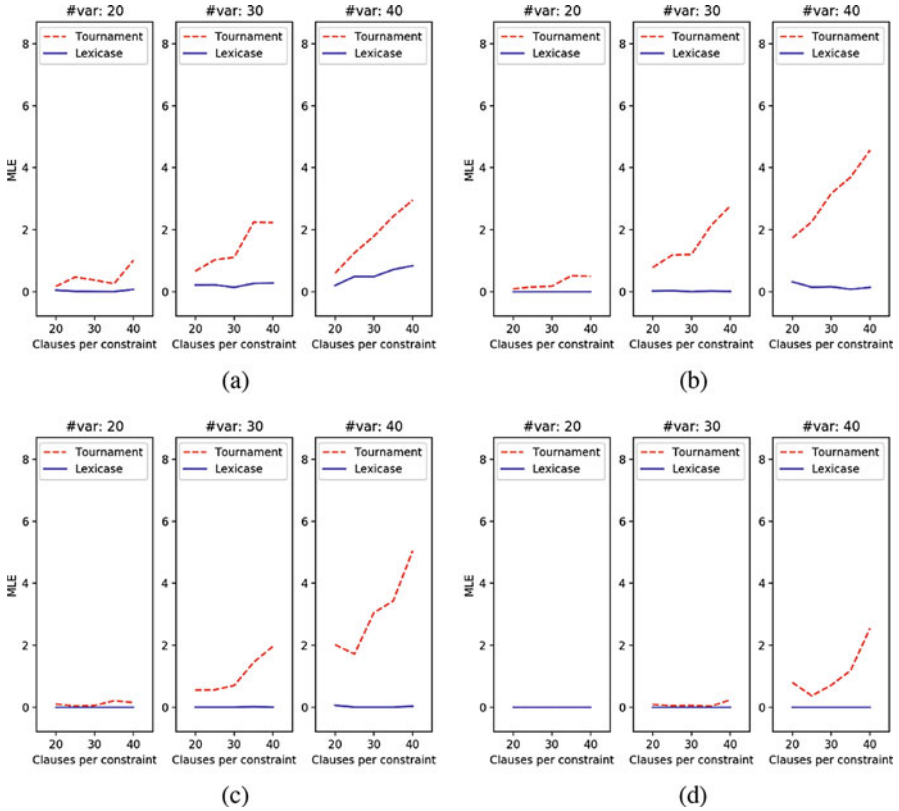 #var: 20 #var: 30 #var: 40
Tournament Tournament Tournament
Lexicase Lexicase Lexicase
8 8 8
6 6 6
4 4 4
2 2 2
0 0 0
MLE
20 30 40 20 30 40 20 30 40
Clauses per constraint Clauses per constraint Clauses per constraint
(a)
#var: 20 #var: 30 #var: 40
Tournament Tournament Tournament
Lexicase Lexicase Lexicase
8 8 8
6 6 6
4 4 4
2 2 2
0 0 0
MLE
20 30 40 20 30 40 20 30 40
Clauses per constraint Clauses per constraint Clauses per constraint
(b)
#var: 20 #var: 30 #var: 40
Tournament Tournament Tournament
Lexicase Lexicase Lexicase
8 8 8
6 6 6
4 4 4
2 2 2
0 0 0
MLE
20 30 40 20 30 40 20 30 40
Clauses per constraint Clauses per constraint Clauses per constraint
(c)
#var: 20 #var: 30 #var: 40
Tournament Tournament Tournament
Lexicase Lexicase Lexicase
8 8 8
6 6 6
4 4 4
2 2 2
0 0 0
MLE
20 30 40 20 30 40 20 30 40
Clauses per constraint Clauses per constraint Clauses per constraint
(d)